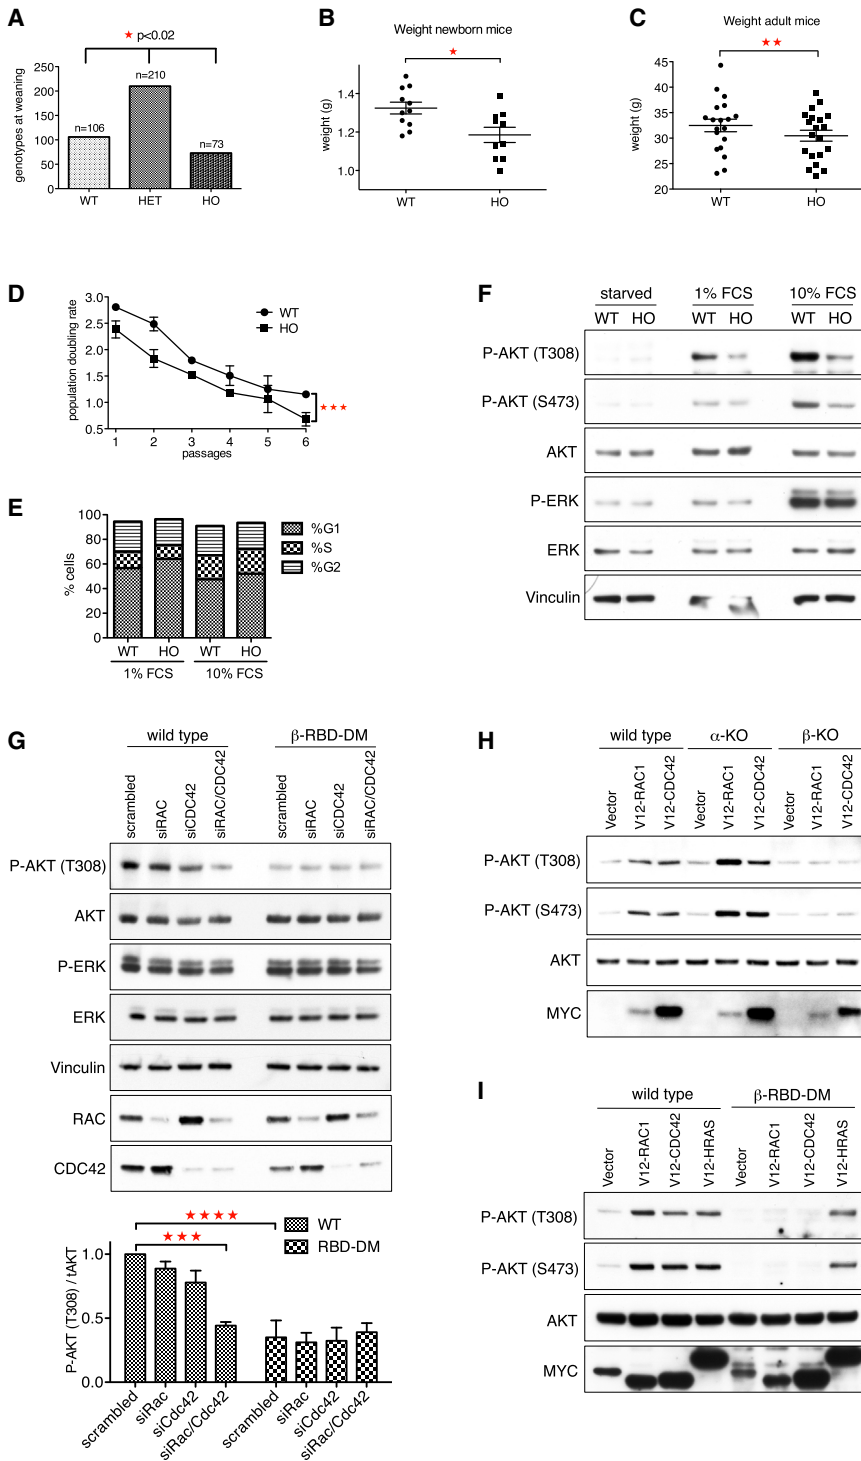 A
★ p<0.02
genotypes at weaning
250
200
150
100
50
0
n=106
n=210
n=73
WT HET HO
B
Weight newborn mice
★
weight (g)
1.4
1.2
1.0
WT HO
C
Weight adult mice
★★
weight (g)
45
40
35
30
25
20
WT HO
D
population doubling rate
3.0
2.5
2.0
1.5
1.0
0.5
WT
HO
★★★
1 2 3 4 5 6
passages
E
% cells
100
80
60
40
20
0
%G1
%S
%G2
WT HO WT HO
1% FCS 10% FCS
F
starved 1% FCS 10% FCS
WT HO WT HO WT HO
P-AKT (T308)
P-AKT (S473)
AKT
P-ERK
ERK
Vinculin
G
wild type β-RBD-DM
scrambled siRAC siCDC42 siRAC/CDC42 scrambled siRAC siCDC42 siRAC/CDC42
P-AKT (T308)
AKT
P-ERK
ERK
Vinculin
RAC
CDC42
★★★★
★★★
WT
RBD-DM
P-AKT (T308) / tAKT
1.0
0.5
0.0
scrambled siRac siCdc42 siRac/Cdc42 scrambled siRac siCdc42 siRac/Cdc42
H
wild type α-KO β-KO
Vector V12-RAC1 V12-CDC42 Vector V12-RAC1 V12-CDC42 Vector V12-RAC1 V12-CDC42
P-AKT (T308)
P-AKT (S473)
AKT
MYC
I
wild type β-RBD-DM
Vector V12-RAC1 V12-CDC42 V12-HRAS Vector V12-RAC1 V12-CDC42 V12-HRAS
P-AKT (T308)
P-AKT (S473)
AKT
MYC